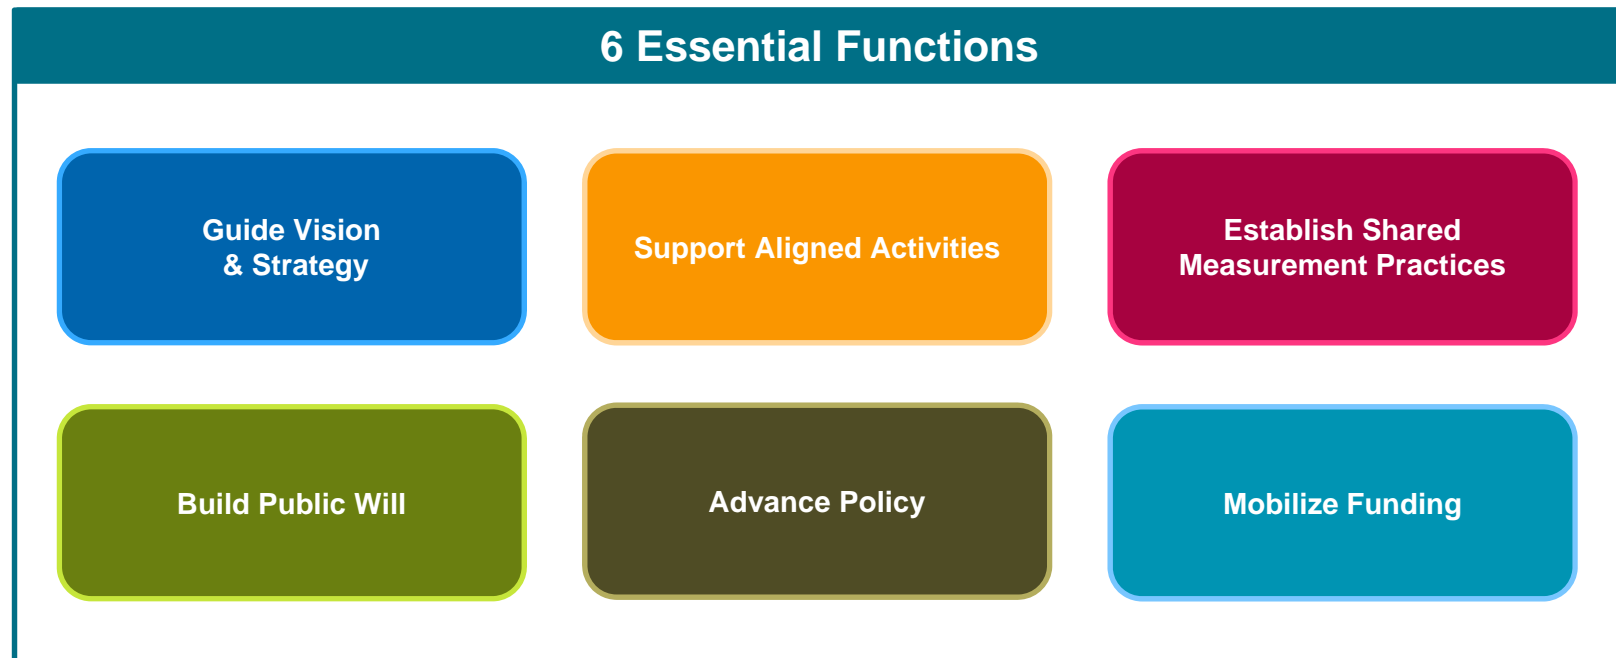 6 Essential Functions
Guide Vision
& Strategy
Support Aligned Activities
Establish Shared
Measurement Practices
Build Public Will
Advance Policy
Mobilize Funding